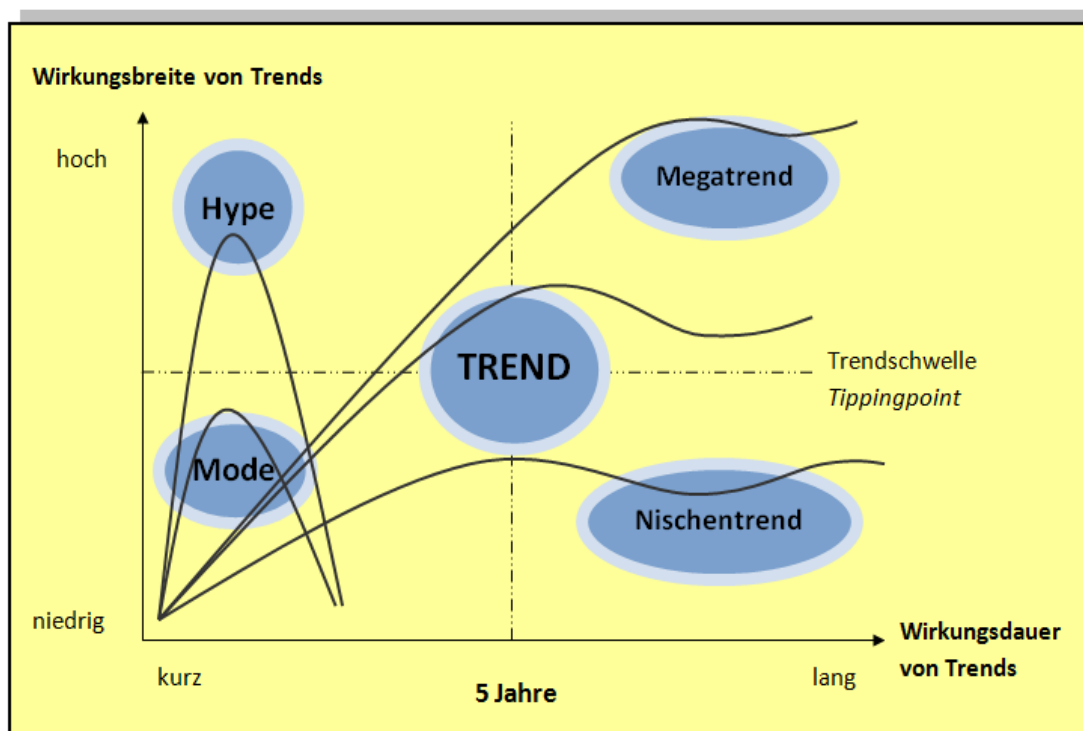 Wirkungsbreite von Trends
hoch
Hype
Megatrend
TREND
Trendschwelle
Tippingpoint
Mode
Nischentrend
niedrig
Wirkungsdauer
von Trends
kurz
5 Jahre
lang